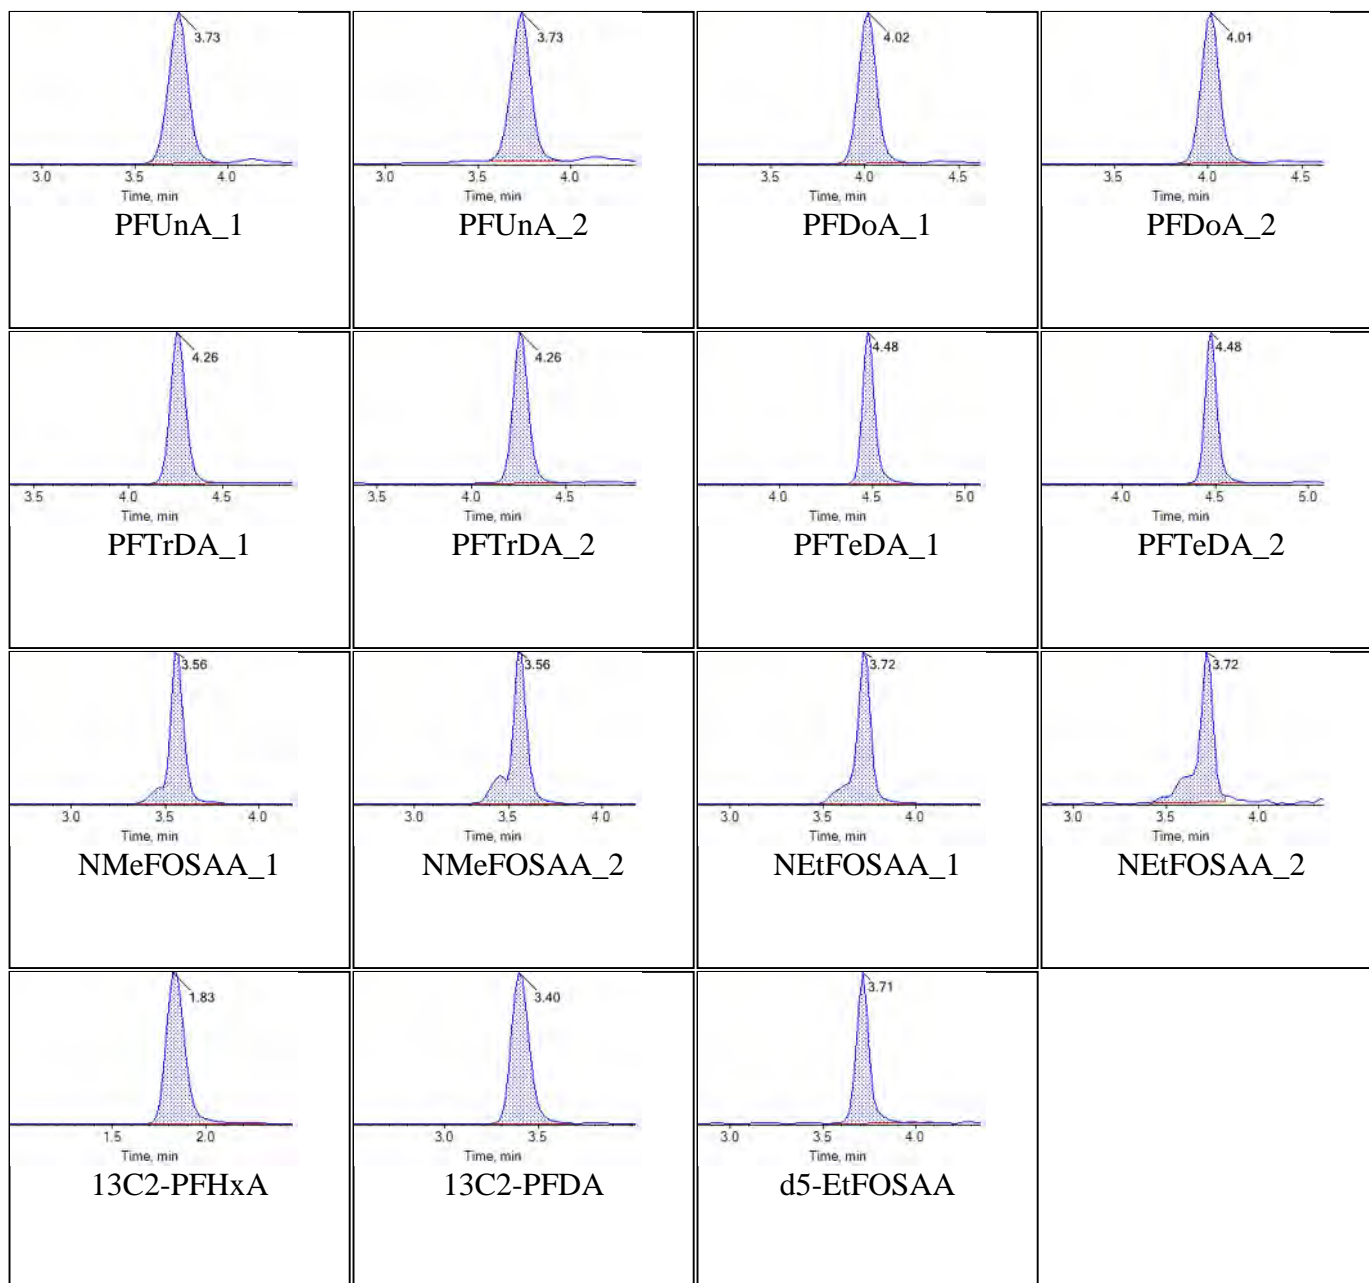 3.73
3.0 3.5 4.0
Time, min
PFUnA_1
3.73
3.0 3.5 4.0
Time, min
PFUnA_2
4.02
3.5 4.0 4.5
Time, min
PFDoA_1
4.01
3.5 4.0 4.5
Time, min
PFDoA_2
4.26
3.5 4.0 4.5
Time, min
PFTrDA_1
4.26
3.5 4.0 4.5
Time, min
PFTrDA_2
4.48
4.0 4.5 5.0
Time, min
PFTeDA_1
4.48
4.0 4.5 5.0
Time, min
PFTeDA_2
3.56
3.0 3.5 4.0
Time, min
NMeFOSAA_1
3.56
3.0 3.5 4.0
Time, min
NMeFOSAA_2
3.72
3.0 3.5 4.0
Time, min
NEtFOSAA_1
3.72
3.0 3.5 4.0
Time, min
NEtFOSAA_2
1.83
1.5 2.0
Time, min
13C2-PFHxA
3.40
3.0 3.5
Time, min
13C2-PFDA
3.71
3.0 3.5 4.0
Time, min
d5-EtFOSAA